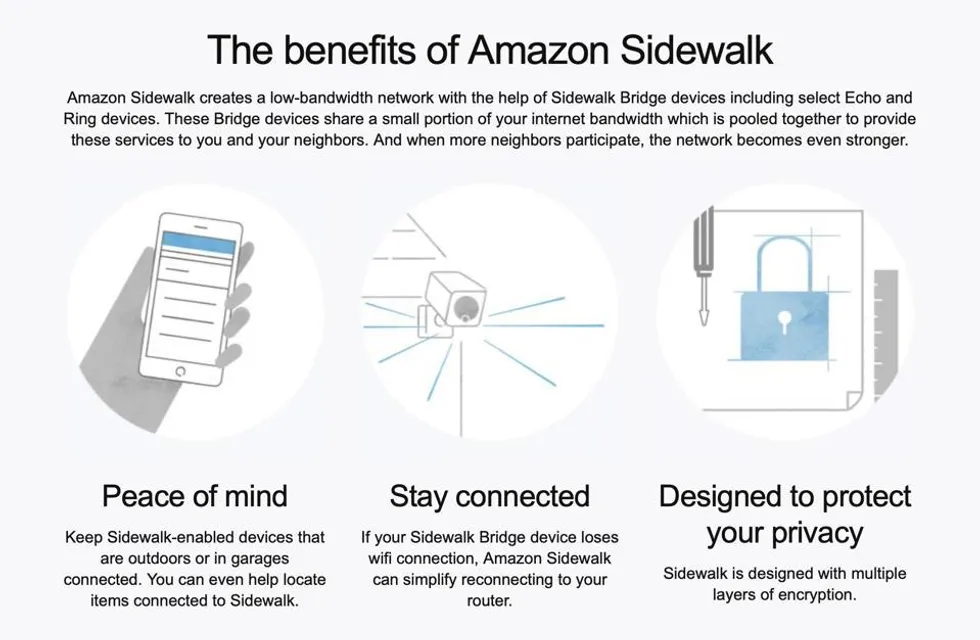 The benefits of Amazon Sidewalk
Amazon Sidewalk creates a low-bandwidth network with the help of Sidewalk Bridge devices including select Echo and
Ring devices. These Bridge devices share a small portion of your internet bandwidth which is pooled together to provide
these services to you and your neighbors. And when more neighbors participate, the network becomes even stronger.
Peace of mind
Keep Sidewalk-enabled devices that
are outdoors or in garages
connected. You can even help locate
items connected to Sidewalk.
Stay connected
If your Sidewalk Bridge device loses
wifi connection, Amazon Sidewalk
can simplify reconnecting to your
router.
Designed to protect
your privacy
Sidewalk is designed with multiple
layers of encryption.